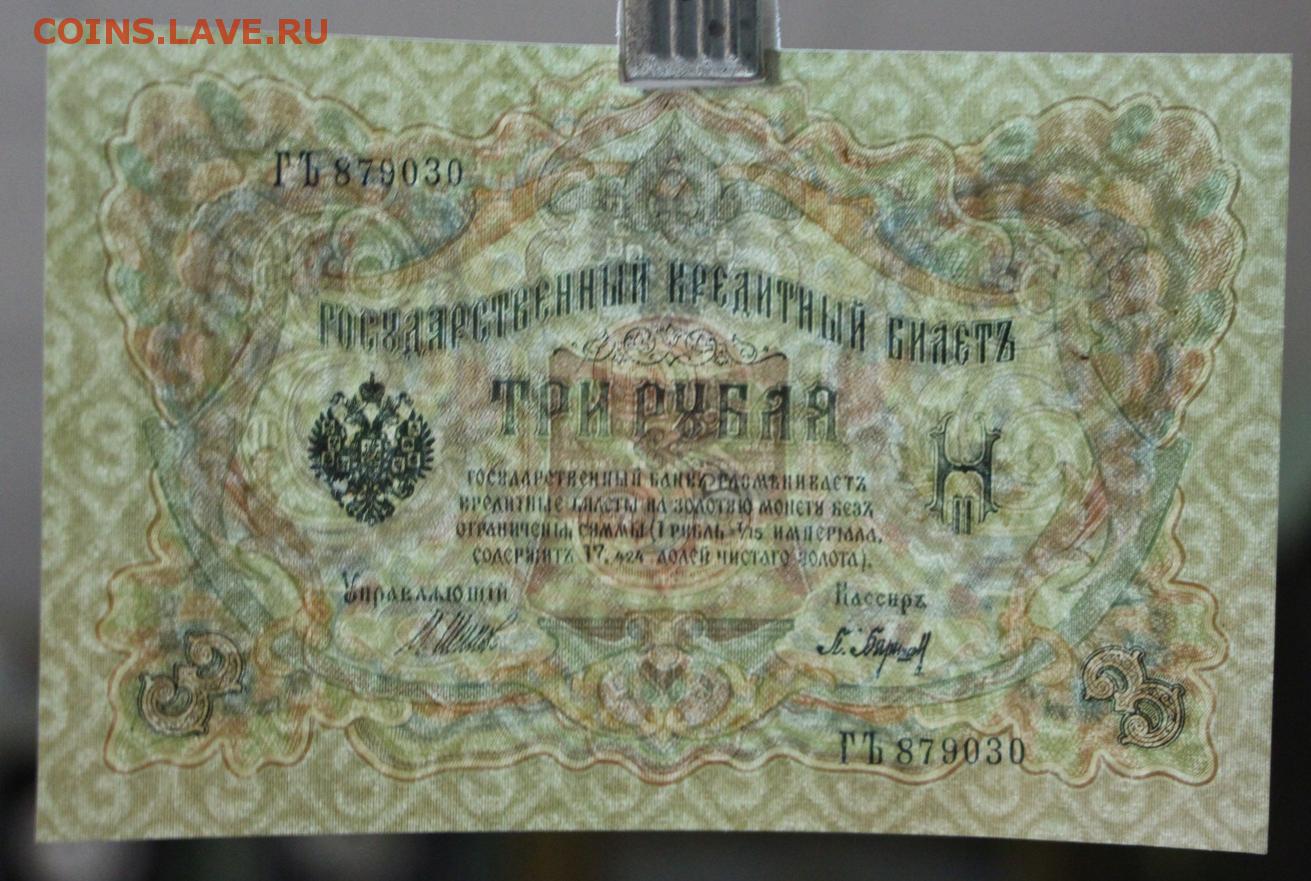 COINS.LAVE.RU
ГЪ 879030
ГОСУДАРСТВЕННЫЙ КРЕДИТНЫЙ БИЛЕТЪ
ТРИ РУБЛЯ
Н
П
ГОСУДАРСТВЕННЫЙ БАНКЪ РАЗМѢНИВАЕТЪ
КРЕДИТНЫЕ БИЛЕТЫ НА ЗОЛОТУЮ МОНЕТУ БЕЗЪ
ОГРАНИЧЕНІЯ СУММЫ (1 РУБЛЬ = 1/15 ИМПЕРІАЛА,
СОДЕРЖИТЪ 17,424 ДОЛЕЙ ЧИСТАГО ЗОЛОТА).
Управляющій
Кассиръ
3
3
ГЪ 879030